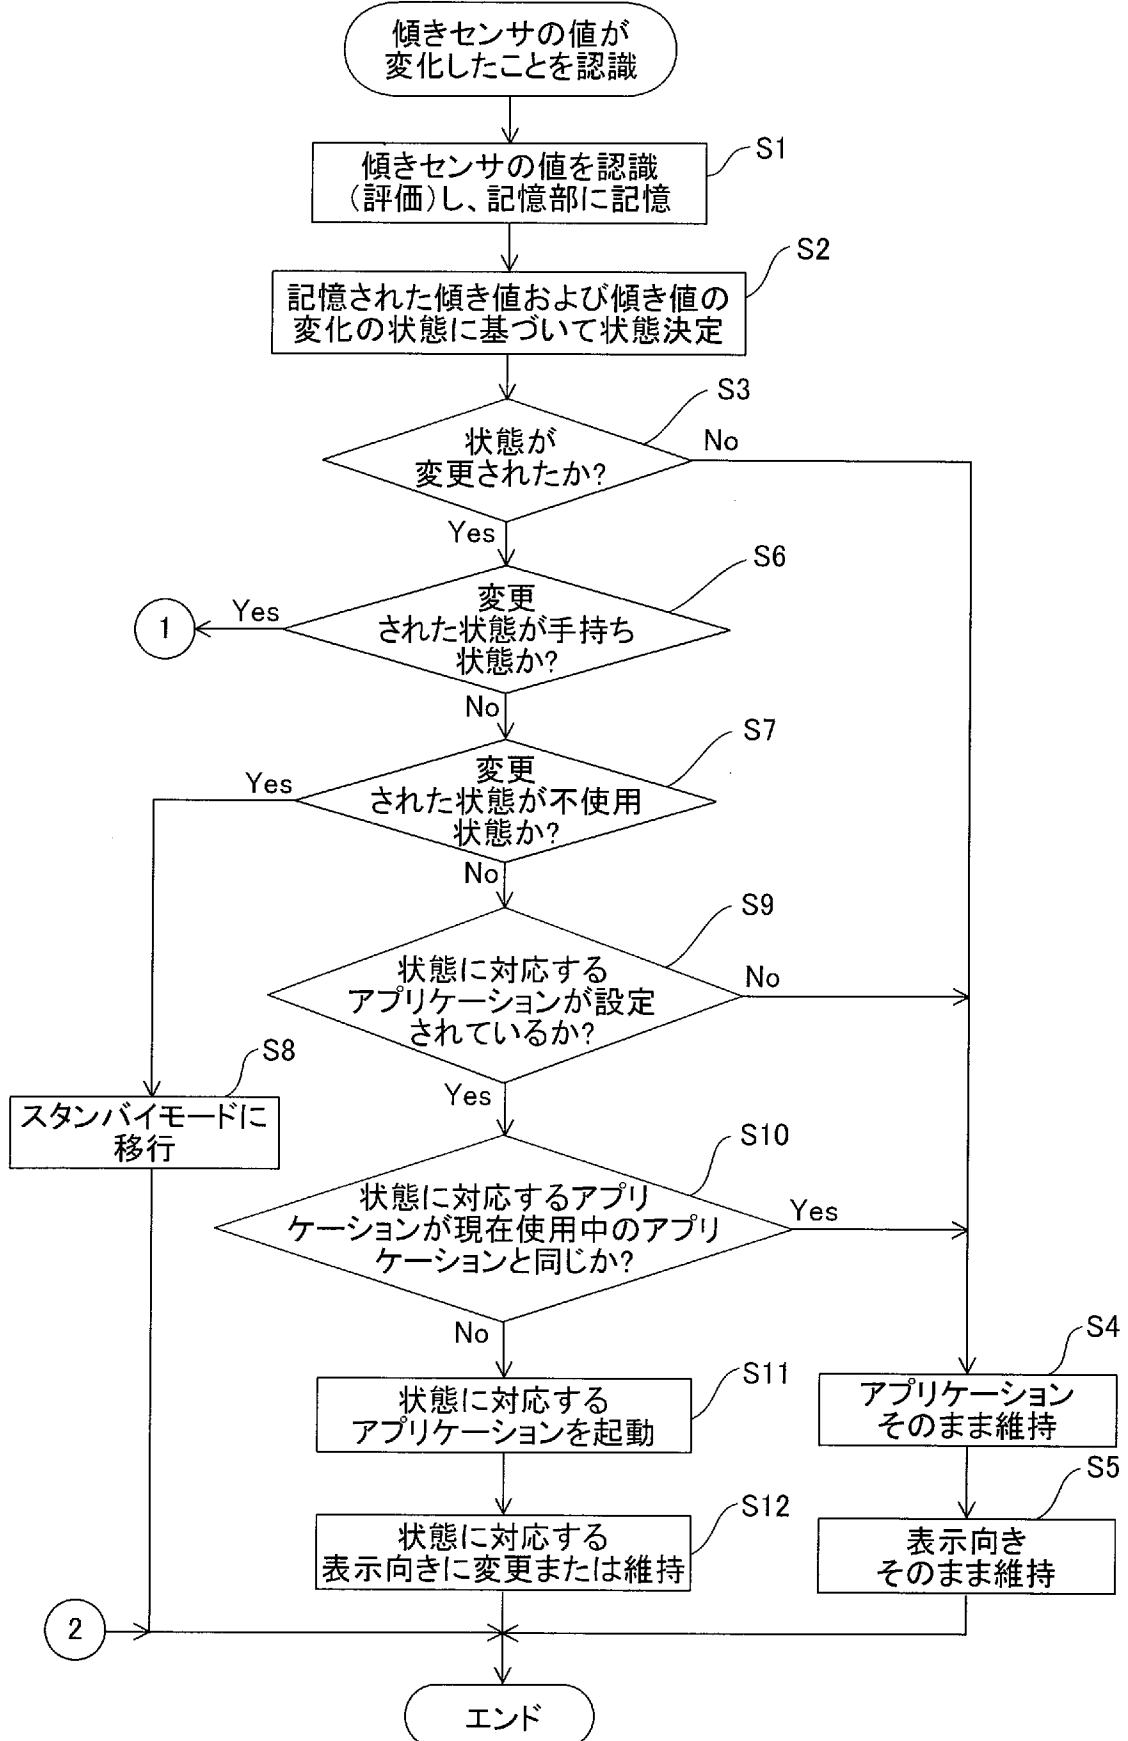 傾きセンサの値が
変化したことを認識
S1
傾きセンサの値を認識
(評価)し、記憶部に記憶
S2
記憶された傾き値および傾き値の
変化の状態に基づいて状態決定
S3
状態が
変更されたか?
No
Yes
S6
変更
された状態が手持ち
状態か?
Yes
1
No
S7
変更
された状態が不使用
状態か?
Yes
No
S9
状態に対応する
アプリケーションが設定
されているか?
No
S8
スタンバイモードに
移行
Yes
S10
状態に対応するアプリ
ケーションが現在使用中のアプリ
ケーションと同じか?
Yes
No
S11
状態に対応する
アプリケーションを起動
S4
アプリケーション
そのまま維持
S12
状態に対応する
表示向きに変更または維持
S5
表示向き
そのまま維持
2
エンド